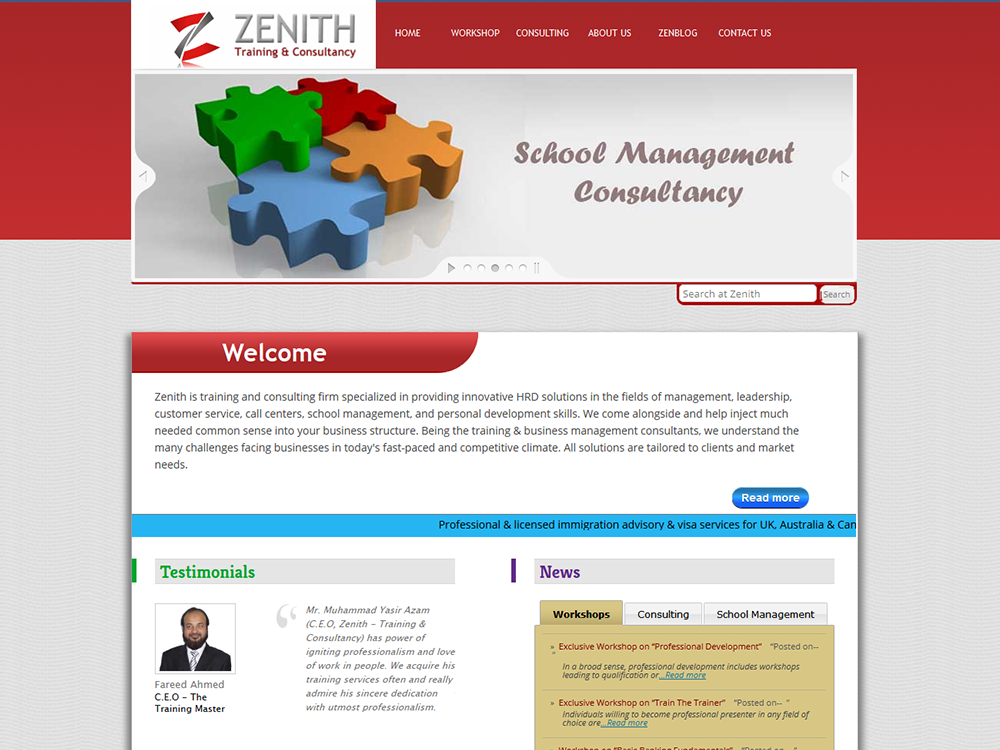 ZENITH
Training & Consultancy
HOME WORKSHOP CONSULTING ABOUT US ZENBLOG CONTACT US
School Management
Consultancy
Search at Zenith Search
Welcome
Zenith is training and consulting firm specialized in providing innovative HRD solutions in the fields of management, leadership,
customer service, call centers, school management, and personal development skills. We come alongside and help inject much
needed common sense into your business structure. Being the training & business management consultants, we understand the
many challenges facing businesses in today's fast-paced and competitive climate. All solutions are tailored to clients and market
needs.
Read more
Professional & licensed immigration advisory & visa services for UK, Australia & Can
Testimonials
Mr. Muhammad Yasir Azam
(C.E.O, Zenith – Training &
Consultancy) has power of
igniting professionalism and love
of work in people. We acquire his
training services often and really
admire his sincere dedication
with utmost professionalism.
Fareed Ahmed
C.E.O – The
Training Master
News
Workshops Consulting School Management
» Exclusive Workshop on "Professional Development" "Posted on--
"
In a broad sense, professional development includes workshops
leading to qualification or...Read more
» Exclusive Workshop on "Train The Trainer" "Posted on-- "
Individuals willing to become professional presenter in any field of
choice are...Read more
» Exclusive Workshop on "Basic Banking Fundamentals" "Posted on-- "